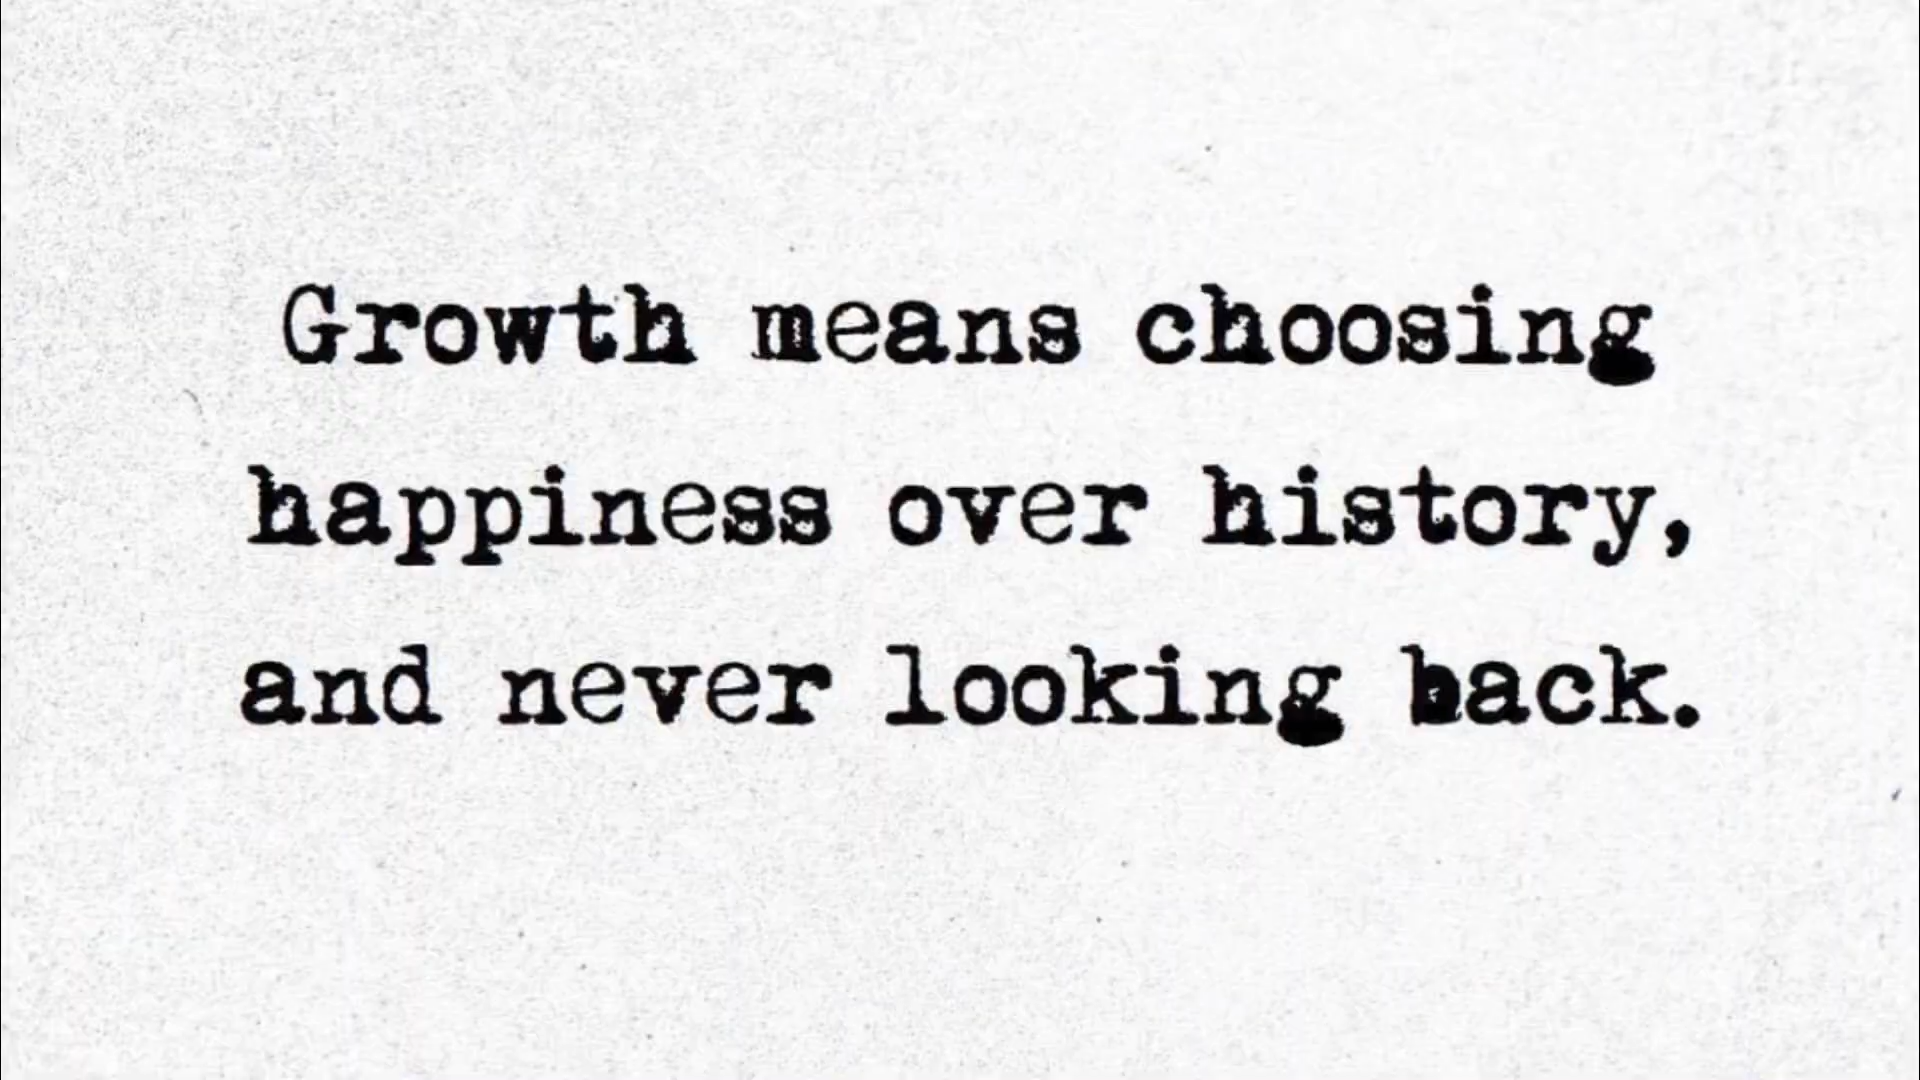 Growth means choosing
happiness over history,
and never looking back.